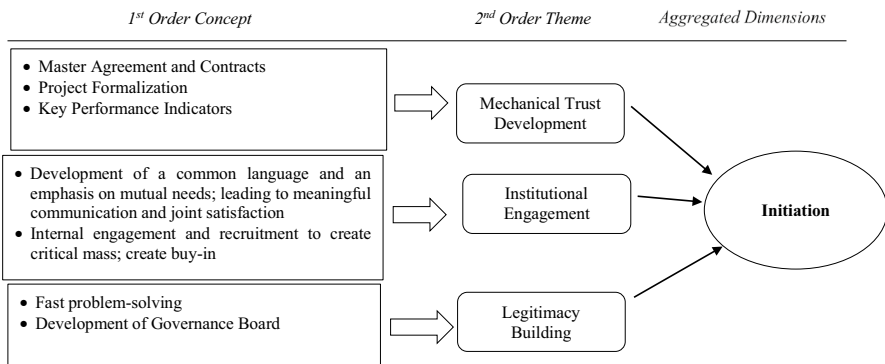 1st Order Concept 2nd Order Theme Aggregated Dimensions
• Master Agreement and Contracts
• Project Formalization
• Key Performance Indicators
Mechanical Trust
Development
• Development of a common language and an
emphasis on mutual needs; leading to meaningful
communication and joint satisfaction
• Internal engagement and recruitment to create
critical mass; create buy-in
Institutional
Engagement
Initiation
• Fast problem-solving
• Development of Governance Board
Legitimacy
Building